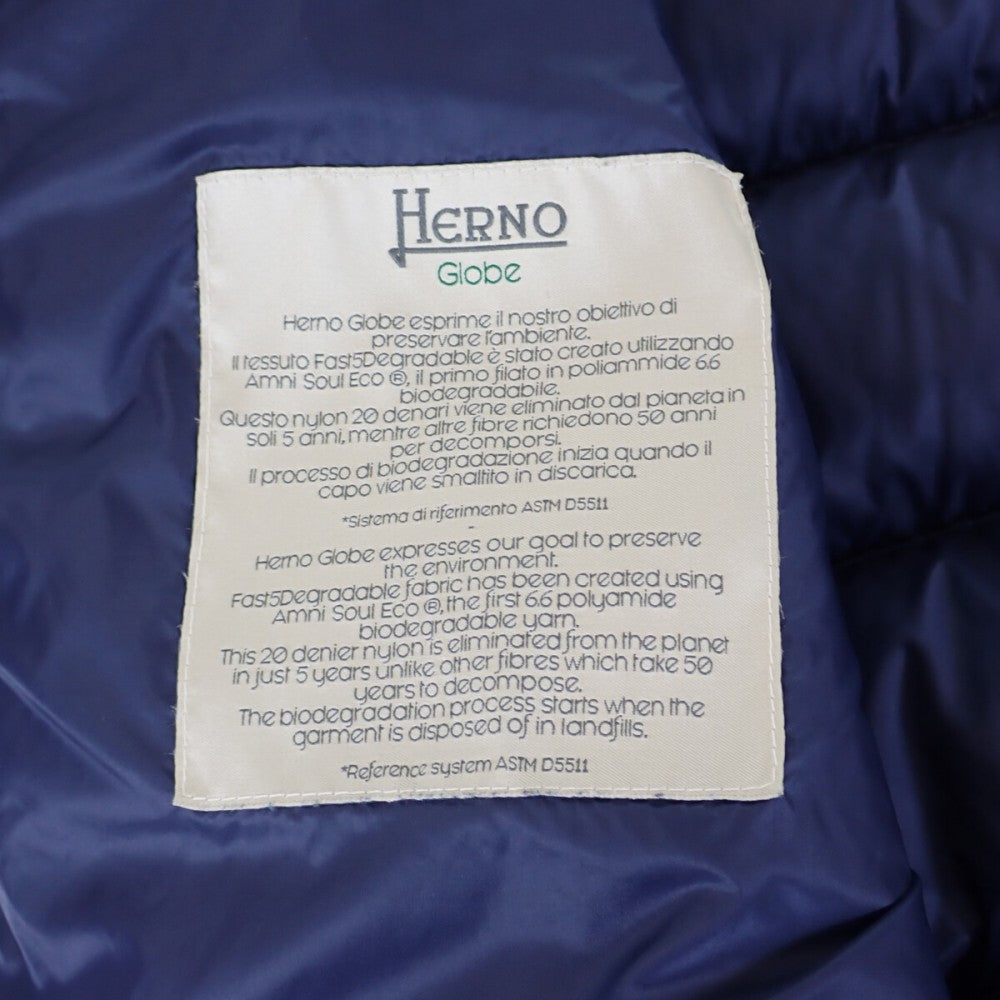 HERNO
Globe
Herno Globe esprime il nostro obiettivo di
preservare l'ambiente.
Il tessuto Fast5Degradable è stato creato utilizzando
Amni Soul Eco ®, il primo filato in poliammide 6.6
biodegradabile.
Questo nylon 20 denari viene eliminato dal pianeta in
soli 5 anni, mentre altre fibre richiedono 50 anni
per decomporsi.
Il processo di biodegradazione inizia quando il
capo viene smaltito in discarica.
*Sistema di riferimento ASTM D5511
-
Herno Globe expresses our goal to preserve
the environment.
Fast5Degradable fabric has been created using
Amni Soul Eco ®, the first 6.6 polyamide
biodegradable yarn.
This 20 denier nylon is eliminated from the planet
in just 5 years unlike other fibres which take 50
years to decompose.
The biodegradation process starts when the
garment is disposed of in landfills.
*Reference system ASTM D5511